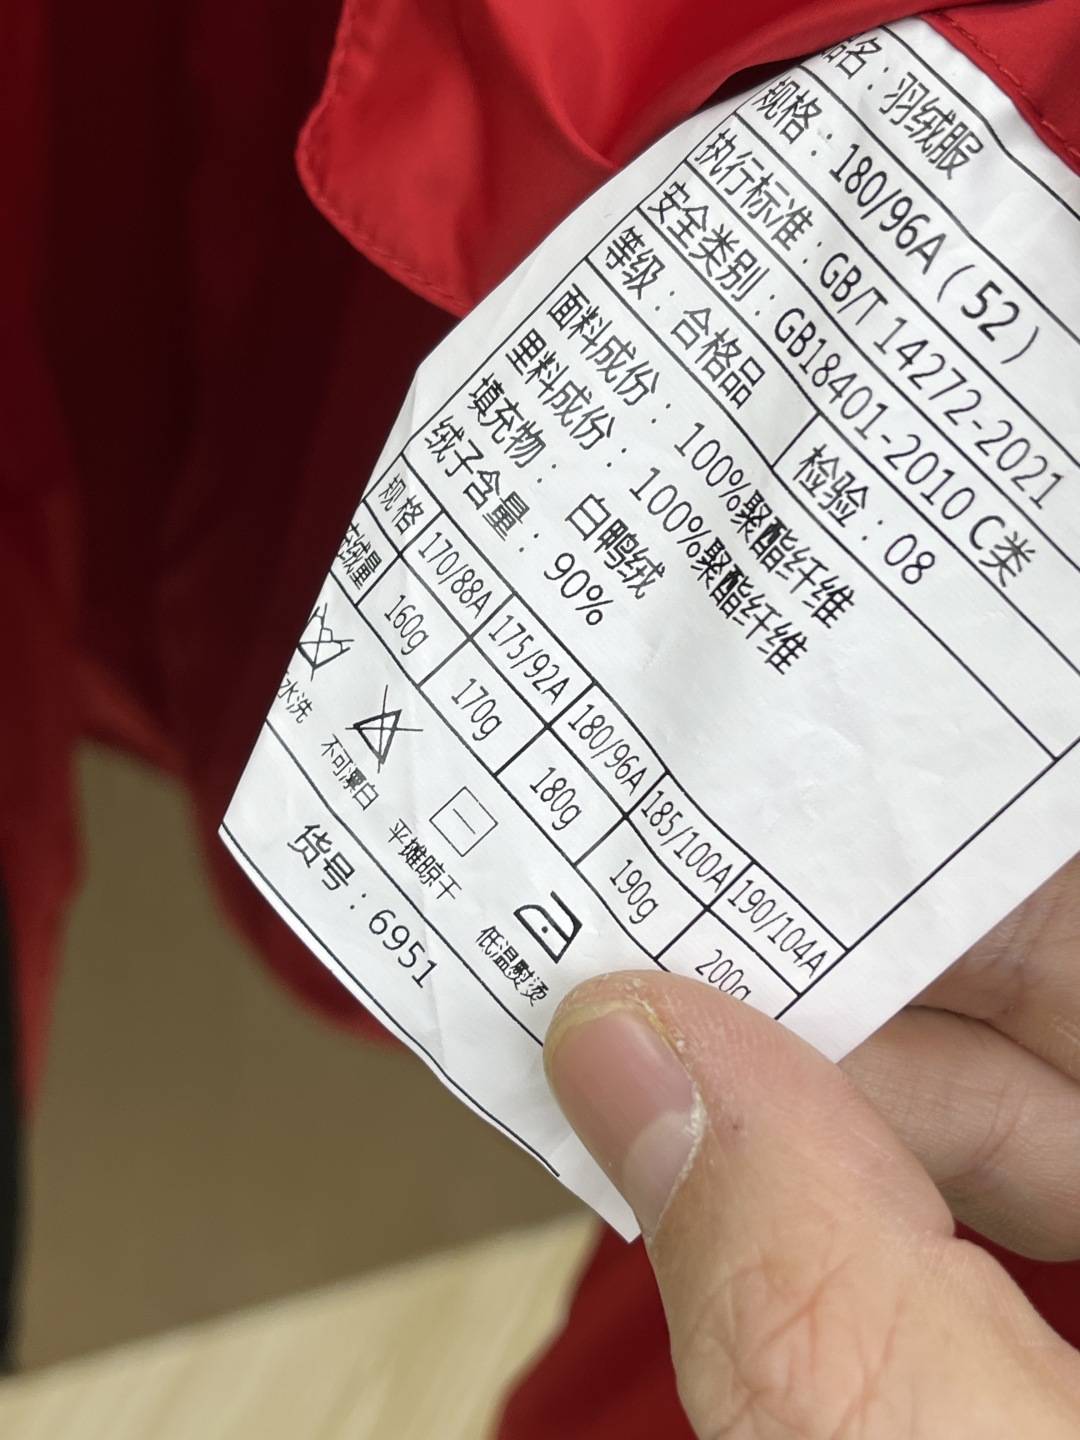 品名：羽绒服
规格：180/96A（52）
执行标准：GB/T 14272-2021
安全类别：GB18401-2010 C类
等级：合格品 检验：08
面料成份：100%聚酯纤维
里料成份：100%聚酯纤维
填充物：白鸭绒
绒子含量：90%
规格 170/88A 175/92A 180/96A 185/100A 190/104A
充绒量 160g 170g 180g 190g 200g
水洗 不可漂白 平摊晾干 低温熨烫
货号：6951